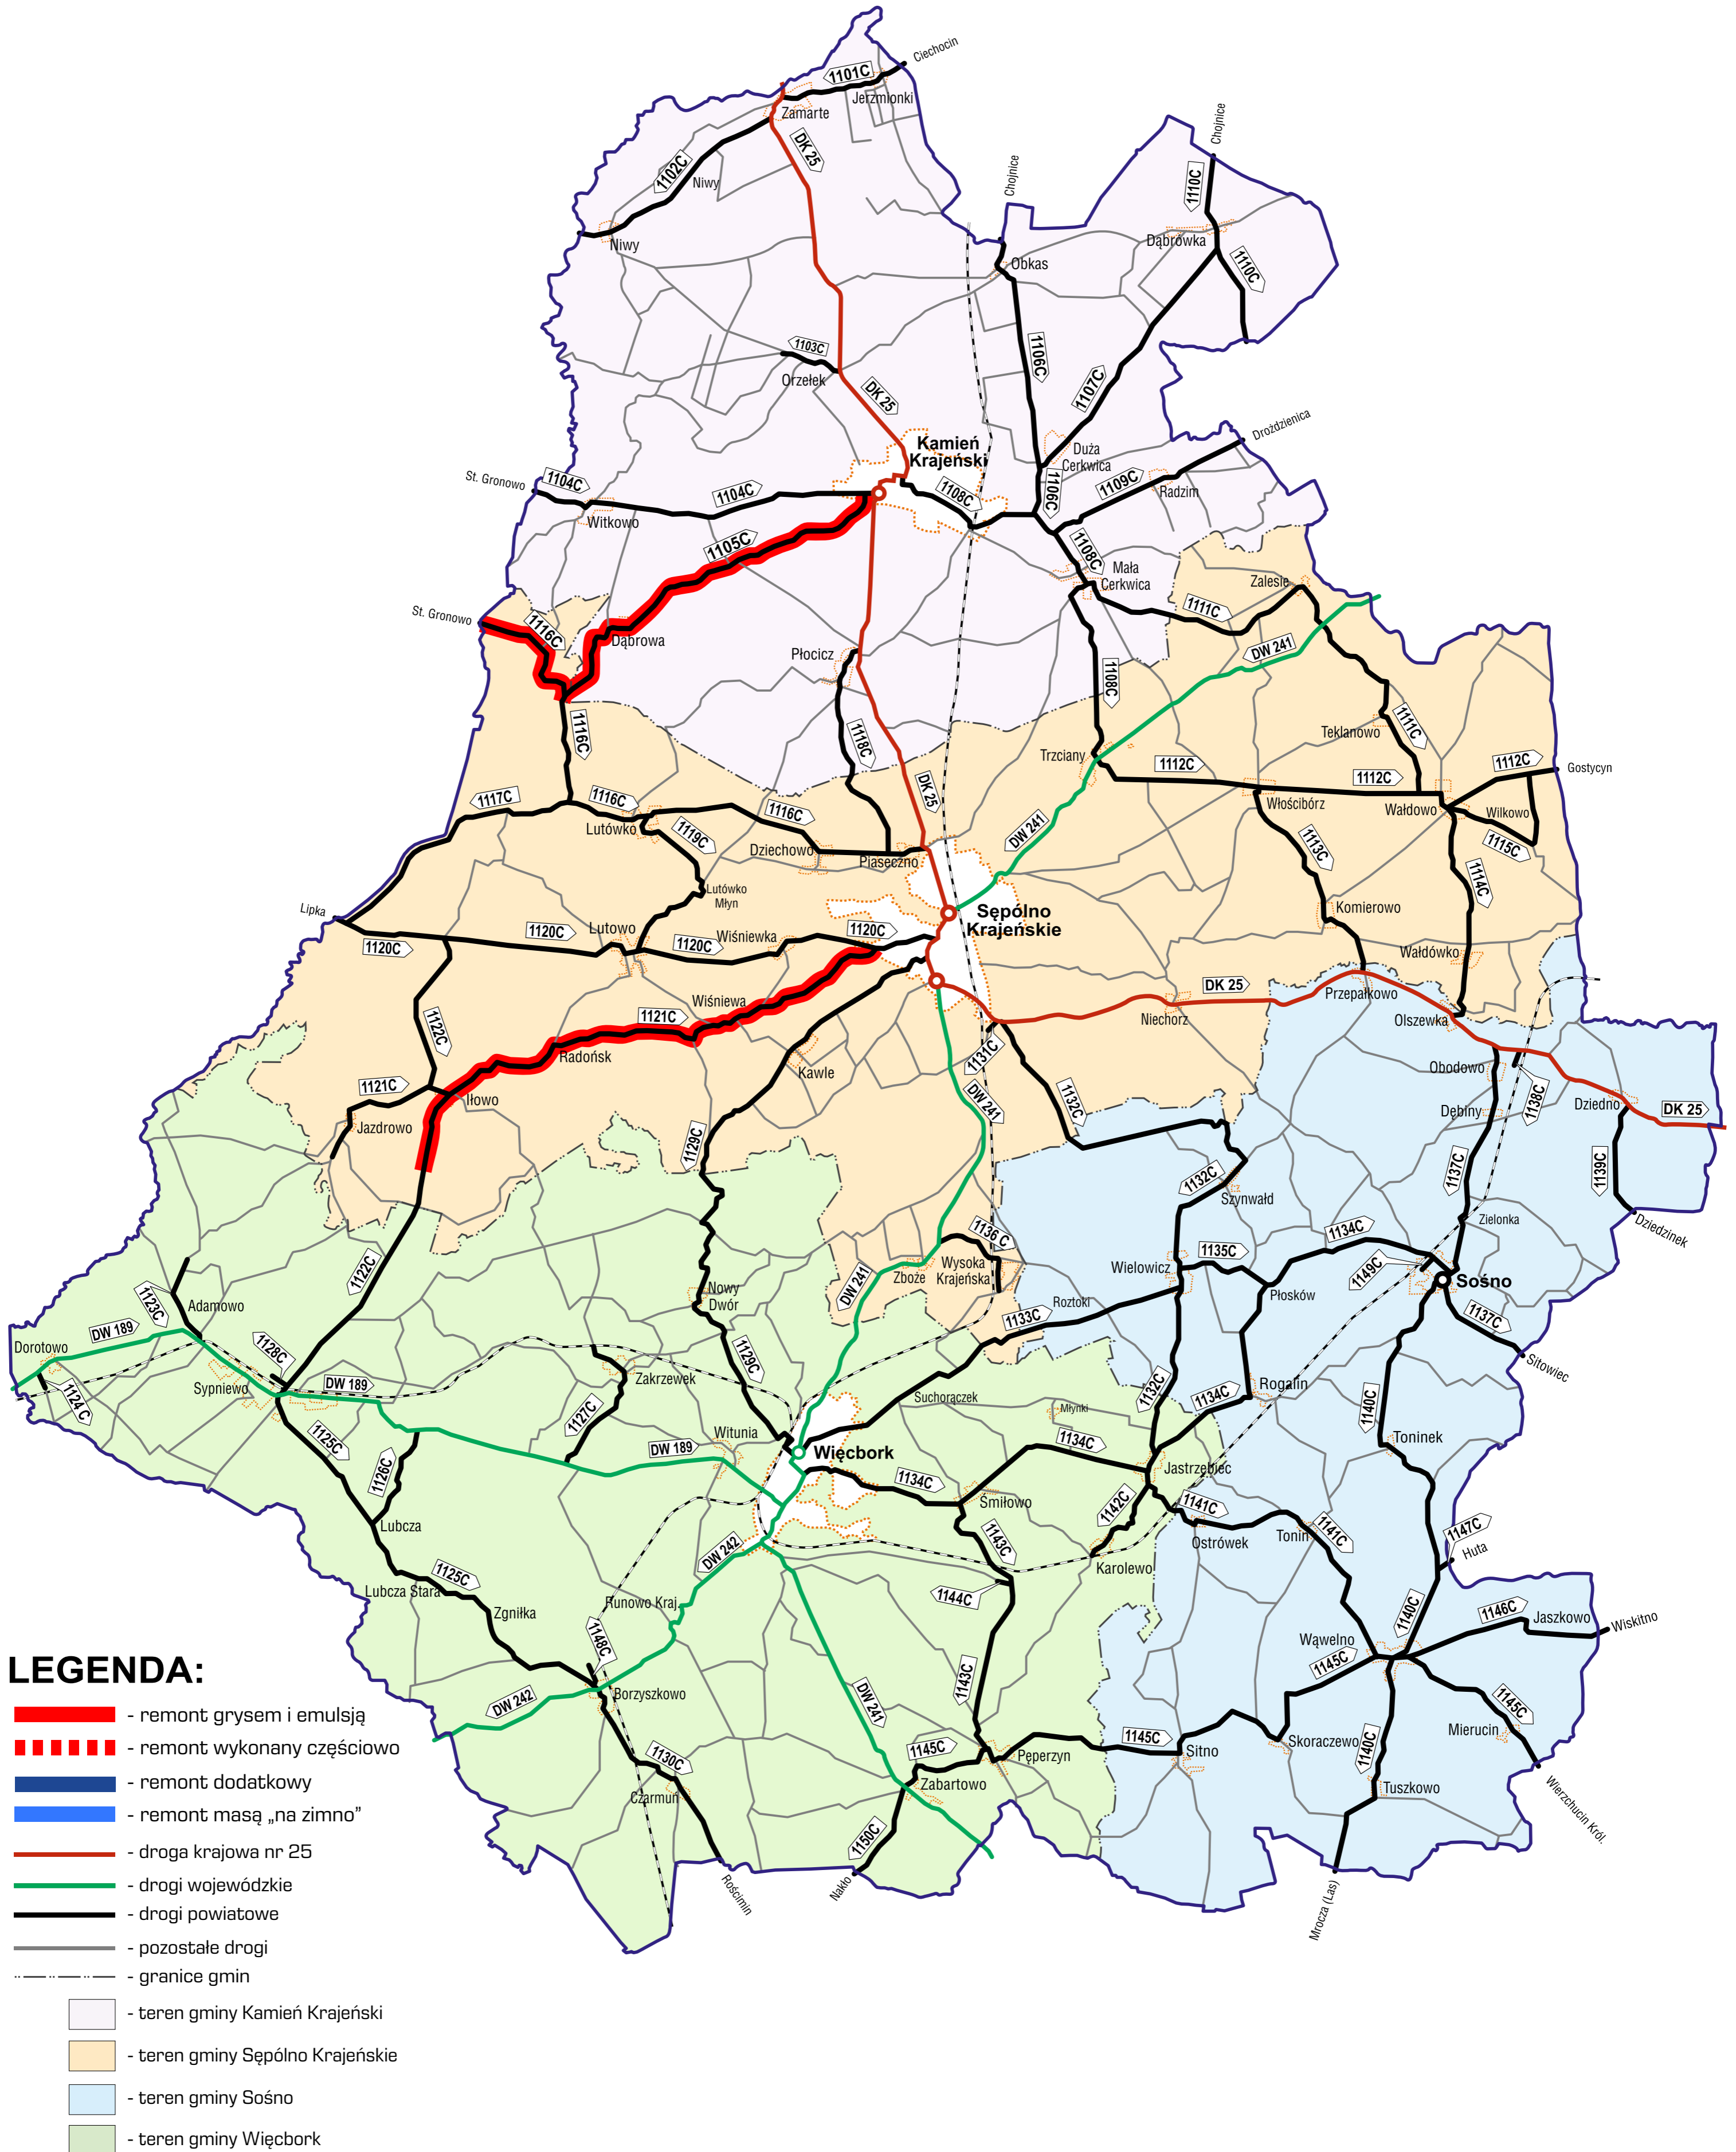 Ciechocin
1101C
Jerzmionki
Zamarte
DK 25
1102C
Niwy
Niwy
Chojnice
Chojnice
1110C
Dąbrówka
1110C
Obkas
1103C
Orzełek
DK 25
1106C
1107C
Kamień
Krajeński
Duża
Cerkwica
Drożdzienica
St. Gronowo
1104C
1104C
Witkowo
1108C
1106C
1109C
Radzim
1105C
1108C
Mała
Cerkwica
Zalesie
1111C
St. Gronowo
1116C
Dąbrowa
Płocicz
DW 241
1108C
1116C
1118C
Teklanowo
1111C
Trzciany
1112C
1112C
1112C
Gostycyn
DK 25
1117C
1116C
Lutówko
1116C
1119C
Dziechowo
Piaseczno
DW 241
Włościbórz
Wałdowo
Wilkowo
1115C
1113C
1114C
Lutówko
Młyn
Lipka
Sępólno
Krajeńskie
Komierowo
1120C
1120C
Lutowo
1120C
Wiśniewka
1120C
Wałdówko
Wiśniewa
1121C
DK 25
Przepałkowo
Niechorz
Olszewka
1122C
Radońsk
Kawle
1131C
Obodowo
1138C
1121C
Iłowo
Jazdrowo
DW 241
1132C
Dębiny
Dziedno
DK 25
1129C
1137C
1139C
1132C
Szynwałd
Zielonka
Dziedzinek
1136 C
1134C
1122C
Zboże
Wysoka
Krajeńska
Wielowicz
1135C
1149C
Sośno
1123C
Adamowo
Nowy
Dwór
DW 241
Roztoki
1133C
Płosków
1137C
Dorotowo
DW 189
1128C
1129C
Sitowiec
Sypniewo
DW 189
1124 C
Zakrzewek
Suchorączek
1132C
1134C
Rogalin
1140C
1127C
Młynki
1125C
1126C
DW 189
Witunia
Więcbork
1134C
1134C
Jastrzębiec
Toninek
Śmiłowo
1142C
1141C
Lubcza
1143C
Ostrówek
Tonin
1141C
1147C
Huta
DW 242
Karolewo
1125C
Lubcza Stara
1144C
Zgniłka
Runowo Kraj.
1140C
1146C
Jaszkowo
Wiskitno
1148C
Wąwelno
1145C
1143C
Borzyszkowo
DW 242
DW 241
1145C
Mierucin
1145C
1145C
Skoraczewo
1140C
1130C
Pęperzyn
Sitno
Czarmuń
Zabartowo
Tuszkowo
Wierzchucin Król.
1150C
Rościmin
Nakło
Mrocza (Las)
LEGENDA:
- remont grysem i emulsją
- remont wykonany częściowo
- remont dodatkowy
- remont masą „na zimno”
- droga krajowa nr 25
- drogi wojewódzkie
- drogi powiatowe
- pozostałe drogi
- granice gmin
- teren gminy Kamień Krajeński
- teren gminy Sępólno Krajeńskie
- teren gminy Sośno
- teren gminy Więcbork